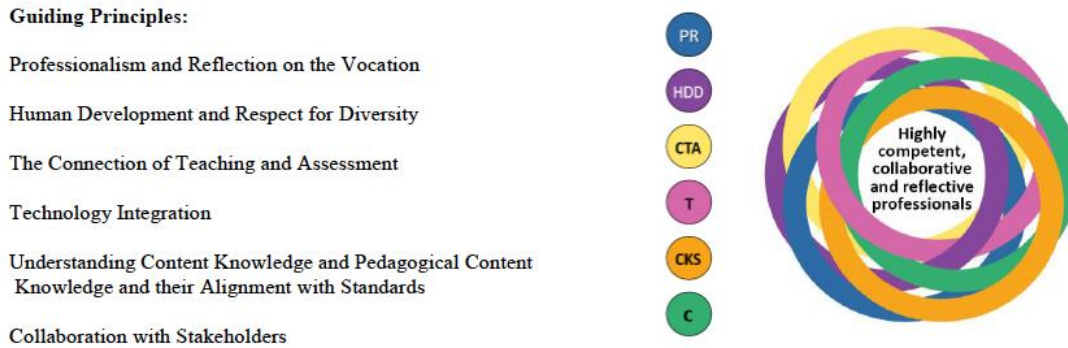 Guiding Principles:
Professionalism and Reflection on the Vocation
PR
Human Development and Respect for Diversity
HDD
The Connection of Teaching and Assessment
CTA
Technology Integration
T
Understanding Content Knowledge and Pedagogical Content
Knowledge and their Alignment with Standards
CKS
Collaboration with Stakeholders
C
Highly
competent,
collaborative
and reflective
professionals